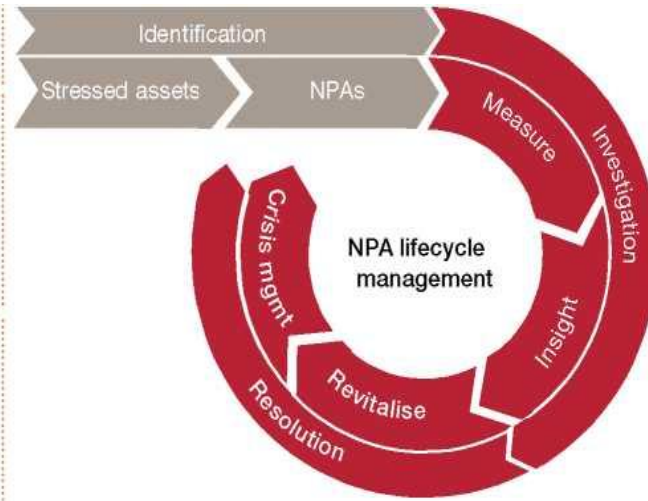 Identification
Stressed assets
NPAs
Measure
Investigation
Insight
Revitalise
Resolution
Crisis mgmt
NPA lifecycle
management